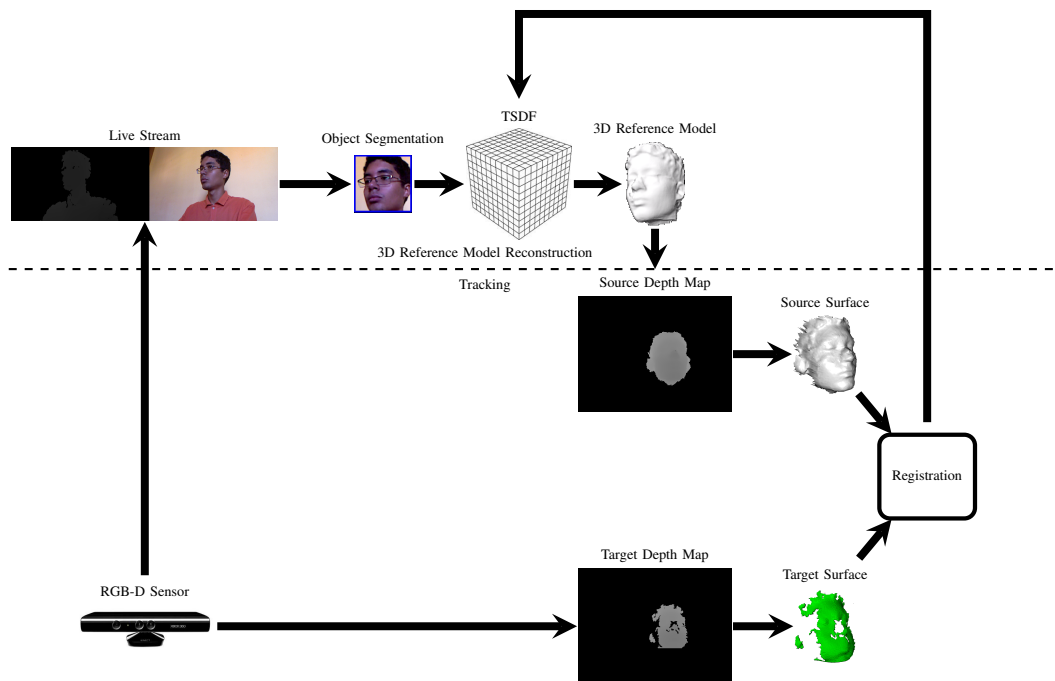 TSDF
Live Stream
Object Segmentation
3D Reference Model
3D Reference Model Reconstruction
Tracking
Source Depth Map
Source Surface
Registration
Target Depth Map
Target Surface
RGB-D Sensor